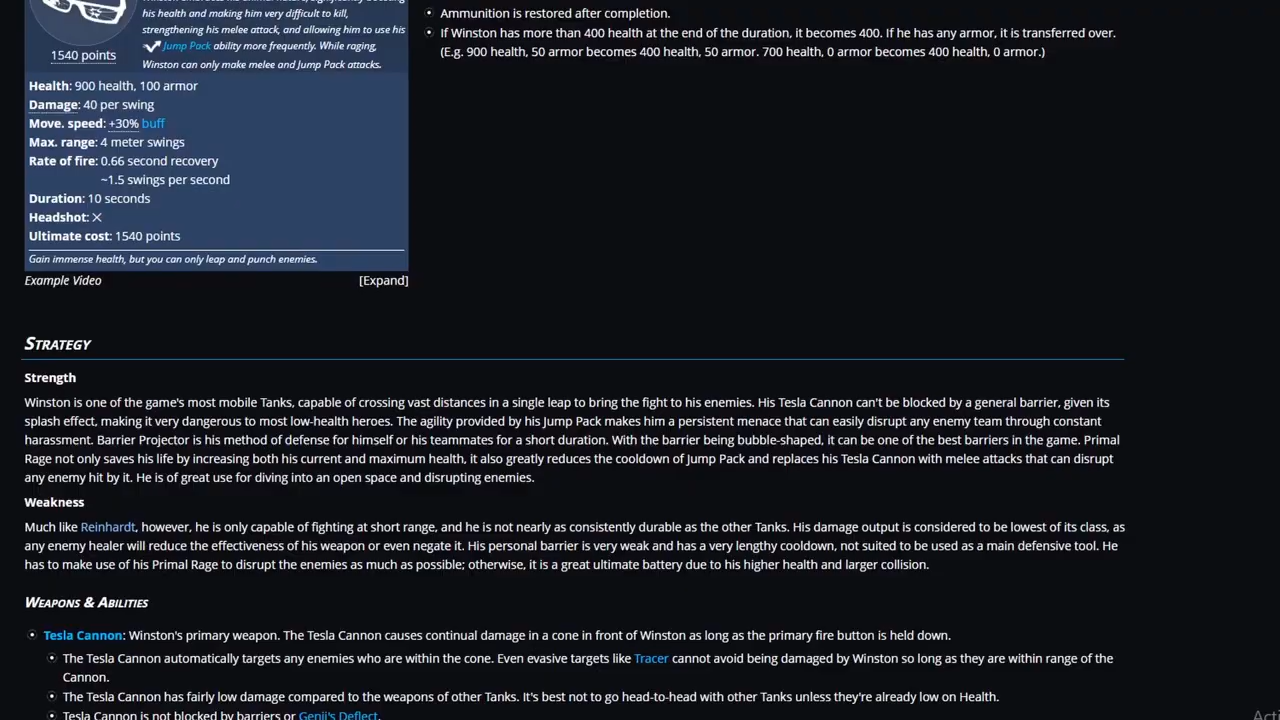 his health and making him very difficult to kill,
strengthening his melee attack, and allowing him to use his
Jump Pack ability more frequently. While raging,
Winston can only make melee and Jump Pack attacks.
1540 points
Health: 900 health, 100 armor
Damage: 40 per swing
Move. speed: +30% buff
Max. range: 4 meter swings
Rate of fire: 0.66 second recovery
~1.5 swings per second
Duration: 10 seconds
Headshot: ✕
Ultimate cost: 1540 points
Gain immense health, but you can only leap and punch enemies.
Example Video [Expand]
Ammunition is restored after completion.
If Winston has more than 400 health at the end of the duration, it becomes 400. If he has any armor, it is transferred over.
(E.g. 900 health, 50 armor becomes 400 health, 50 armor. 700 health, 0 armor becomes 400 health, 0 armor.)
STRATEGY
Strength
Winston is one of the game's most mobile Tanks, capable of crossing vast distances in a single leap to bring the fight to his enemies. His Tesla Cannon can't be blocked by a general barrier, given its
splash effect, making it very dangerous to most low-health heroes. The agility provided by his Jump Pack makes him a persistent menace that can easily disrupt any enemy team through constant
harassment. Barrier Projector is his method of defense for himself or his teammates for a short duration. With the barrier being bubble-shaped, it can be one of the best barriers in the game. Primal
Rage not only saves his life by increasing both his current and maximum health, it also greatly reduces the cooldown of Jump Pack and replaces his Tesla Cannon with melee attacks that can disrupt
any enemy hit by it. He is of great use for diving into an open space and disrupting enemies.
Weakness
Much like Reinhardt, however, he is only capable of fighting at short range, and he is not nearly as consistently durable as the other Tanks. His damage output is considered to be lowest of its class, as
any enemy healer will reduce the effectiveness of his weapon or even negate it. His personal barrier is very weak and has a very lengthy cooldown, not suited to be used as a main defensive tool. He
has to make use of his Primal Rage to disrupt the enemies as much as possible; otherwise, it is a great ultimate battery due to his higher health and larger collision.
WEAPONS & ABILITIES
Tesla Cannon: Winston's primary weapon. The Tesla Cannon causes continual damage in a cone in front of Winston as long as the primary fire button is held down.
The Tesla Cannon automatically targets any enemies who are within the cone. Even evasive targets like Tracer cannot avoid being damaged by Winston so long as they are within range of the
Cannon.
The Tesla Cannon has fairly low damage compared to the weapons of other Tanks. It's best not to go head-to-head with other Tanks unless they're already low on Health.
Tesla Cannon is not blocked by barriers or Genji's Deflect.